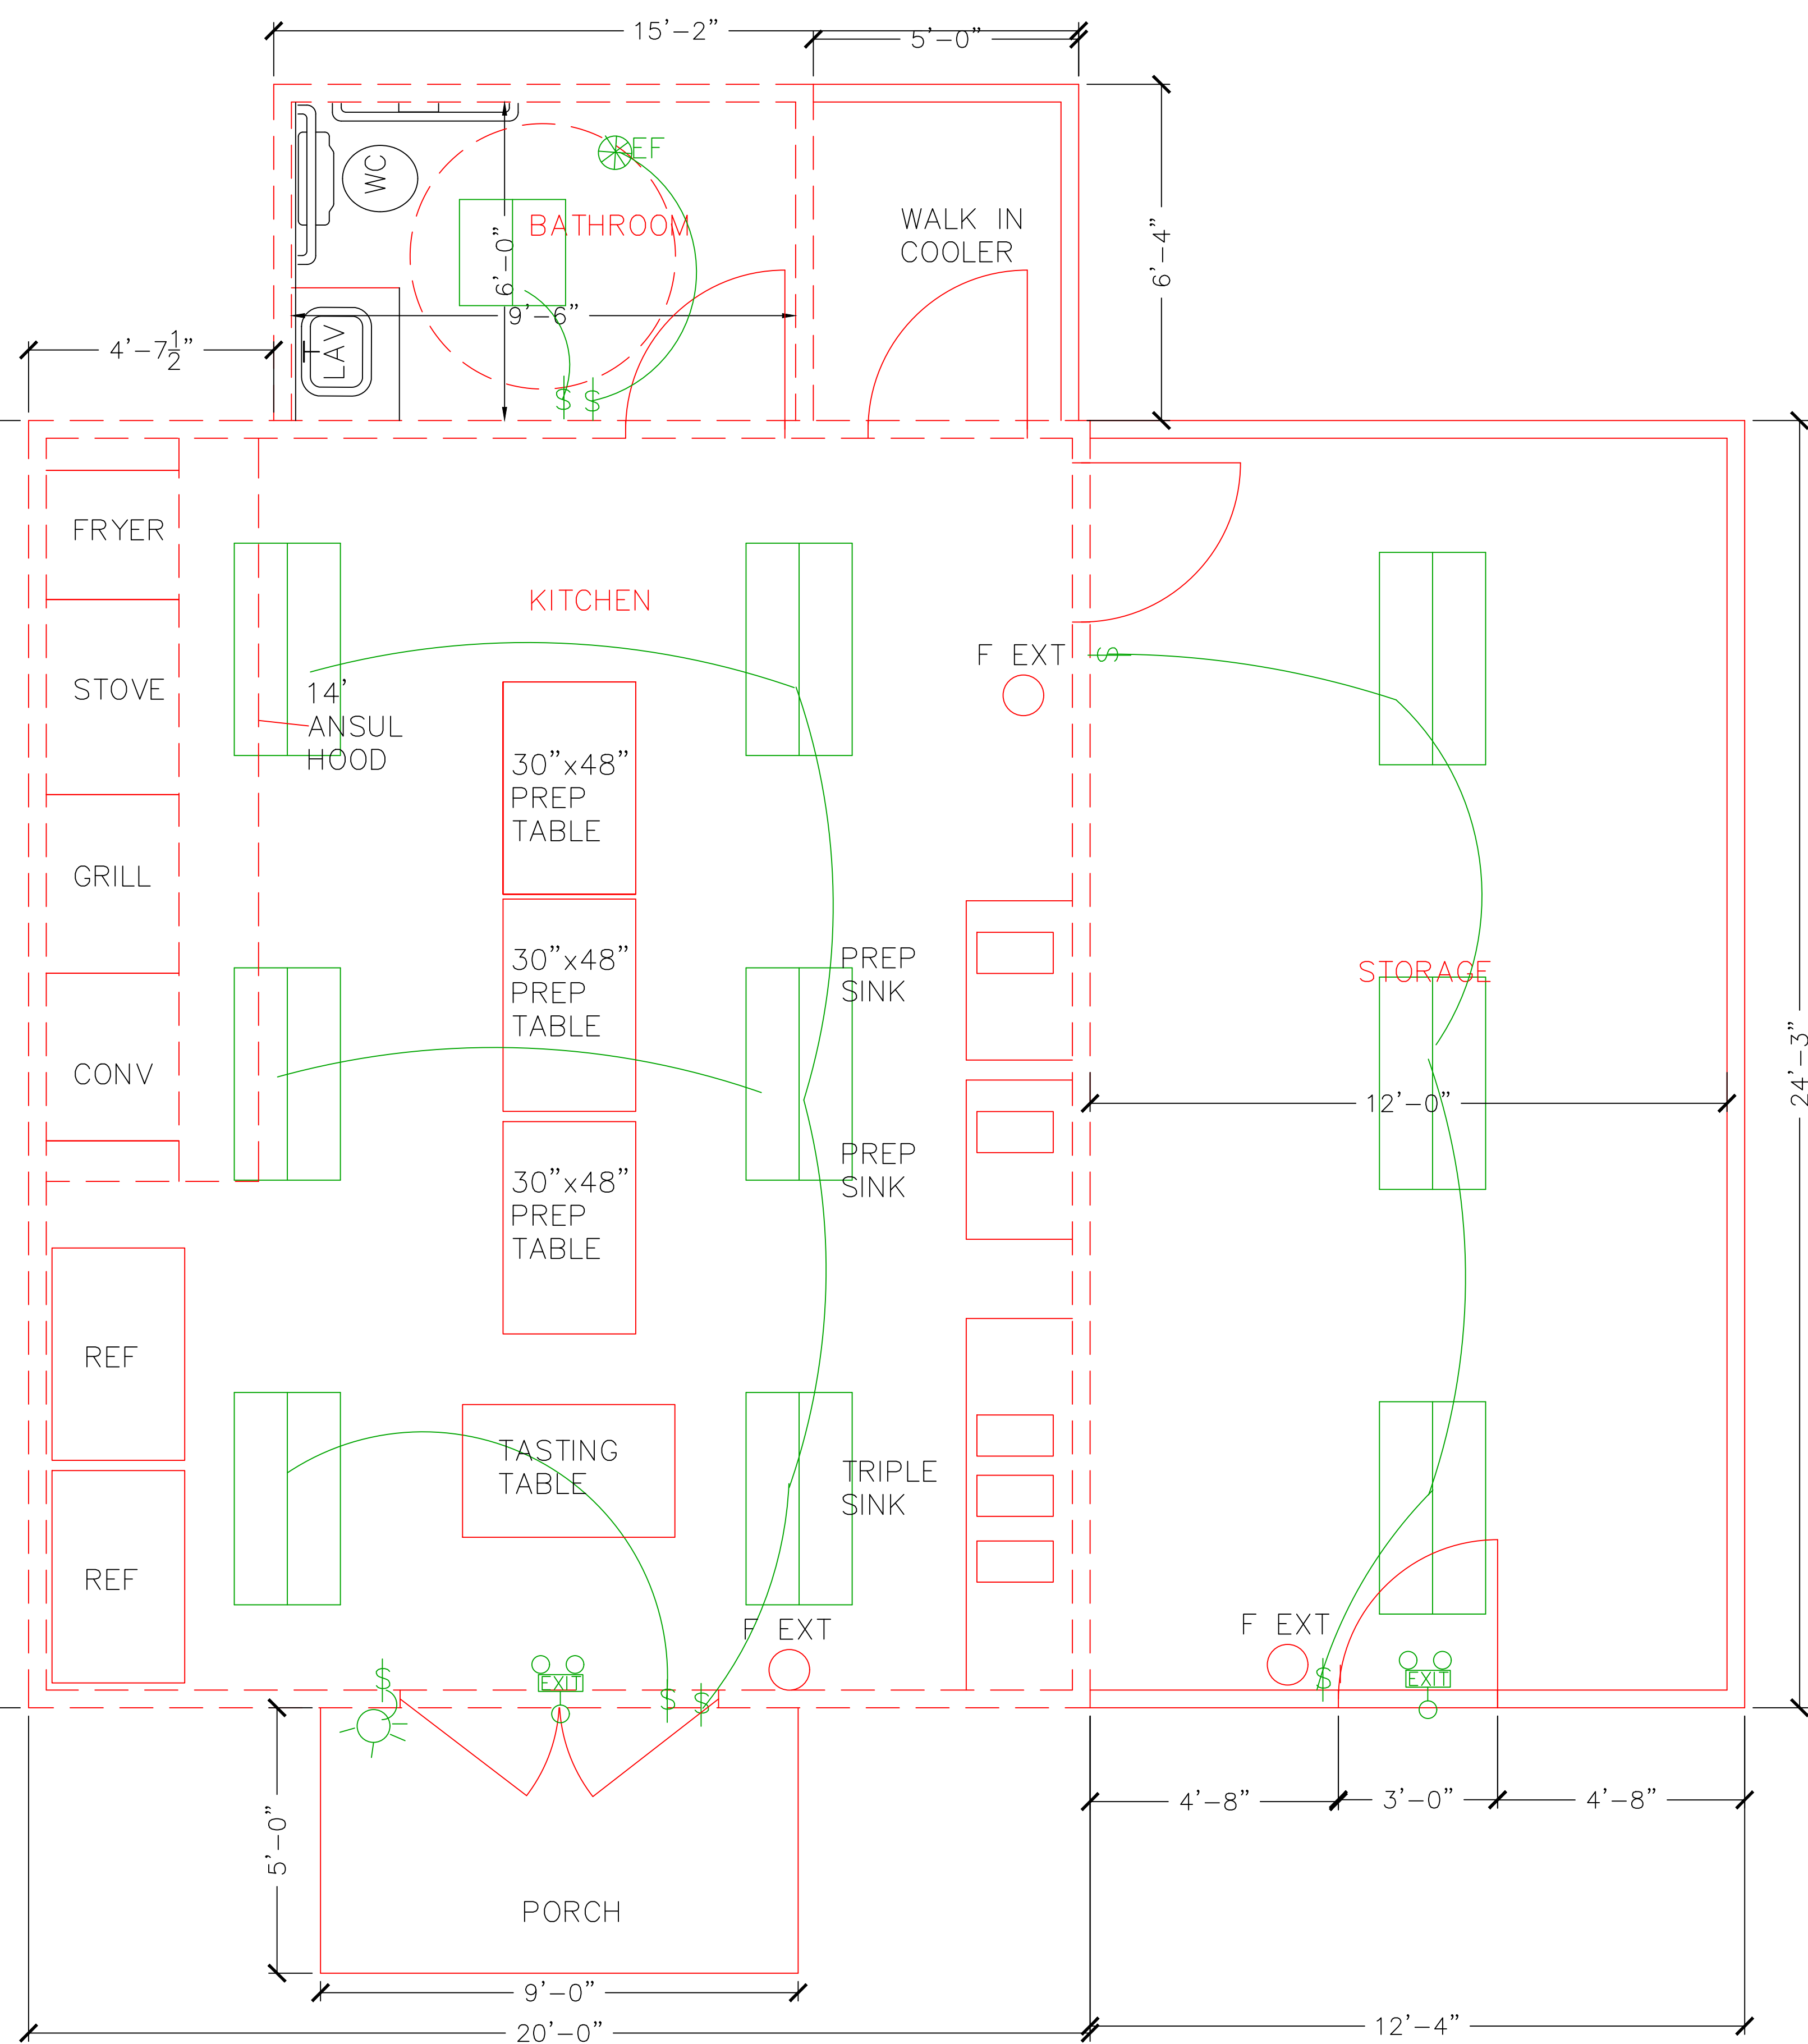 15'-2"
5'-0"
EF
WC
BATHROOM
WALK IN
COOLER
6'-0"
6'-4"
9'-6"
4'-7 1/2"
LAV
$ $
FRYER
KITCHEN
F EXT
$
STOVE
14'
ANSUL
HOOD
30"x48"
PREP
TABLE
GRILL
30"x48"
PREP
TABLE
PREP
SINK
STORAGE
CONV
12'-0"
24'-3"
PREP
SINK
30"x48"
PREP
TABLE
REF
TASTING
TABLE
TRIPLE
SINK
REF
F EXT
F EXT
$
EXIT
$ $
$
EXIT
4'-8"
3'-0"
4'-8"
5'-0"
PORCH
9'-0"
20'-0"
12'-4"